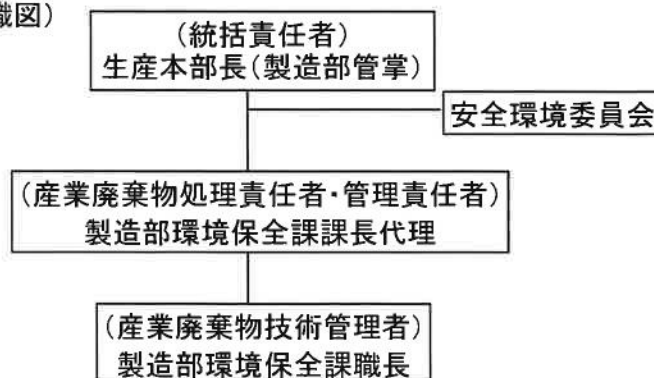 織図)
(統括責任者)
生産本部長(製造部管掌)
安全環境委員会
(産業廃棄物処理責任者・管理責任者)
製造部環境保全課課長代理
(産業廃棄物技術管理者)
製造部環境保全課職長